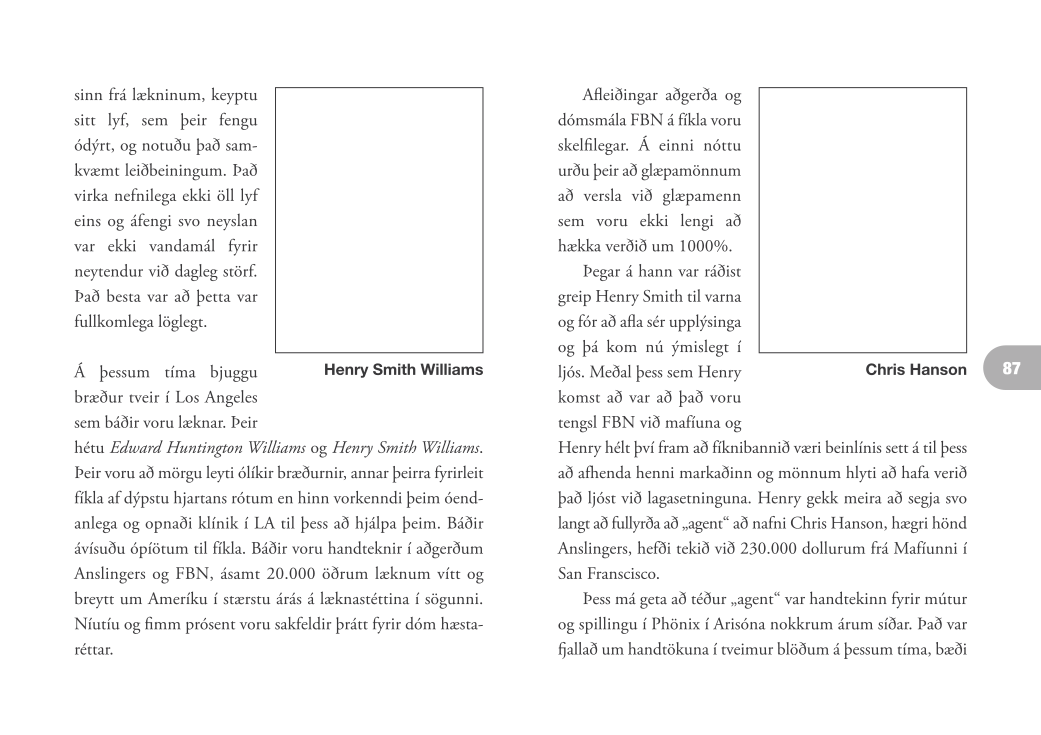 sinn frá lækninum, keyptu
sitt lyf, sem þeir fengu
ódýrt, og notuðu það sam-
kvæmt leiðbeiningum. Það
virka nefnilega ekki öll lyf
eins og áfengi svo neyslan
var ekki vandamál fyrir
neytendur við dagleg störf.
Það besta var að þetta var
fullkomlega löglegt.
Á þessum tíma bjuggu
bræður tveir í Los Angeles
sem báðir voru læknar. Þeir
hétu Edward Huntington Williams og Henry Smith Williams.
Þeir voru að mörgu leyti ólíkir bræðurnir, annar þeirra fyrirleit
fíkla af dýpstu hjartans rótum en hinn vorkenndi þeim óend-
anlega og opnaði klíník í LA til þess að hjálpa þeim. Báðir
ávísuðu ópíötum til fíkla. Báðir voru handteknir í aðgerðum
Anslingers og FBN, ásamt 20.000 öðrum læknum vítt og
breytt um Ameríku í stærstu árás á læknastéttina í sögunni.
Níutíu og fimm prósent voru sakfeldir þrátt fyrir dóm hæsta-
réttar.
Henry Smith Williams
Afleiðingar aðgerða og
dómsmála FBN á fíkla voru
skelfilegar. Á einni nóttu
urðu þeir að glæpamönnum
að versla við glæpamenn
sem voru ekki lengi að
hækka verðið um 1000%.
Þegar á hann var ráðist
greip Henry Smith til varna
og fór að afla sér upplýsinga
og þá kom nú ýmislegt í
ljós. Meðal þess sem Henry
komst að var að það voru
tengsl FBN við mafíuna og
Henry hélt því fram að fíknibannið væri beinlínis sett á til þess
að afhenda henni markaðinn og mönnum hlyti að hafa verið
það ljóst við lagasetninguna. Henry gekk meira að segja svo
langt að fullyrða að „agent“ að nafni Chris Hanson, hægri hönd
Anslingers, hefði tekið við 230.000 dollurum frá Mafíunni í
San Franscisco.
Þess má geta að téður „agent“ var handtekinn fyrir mútur
og spillingu í Phönix í Arisóna nokkrum árum síðar. Það var
fjallað um handtökuna í tveimur blöðum á þessum tíma, bæði
Chris Hanson
87